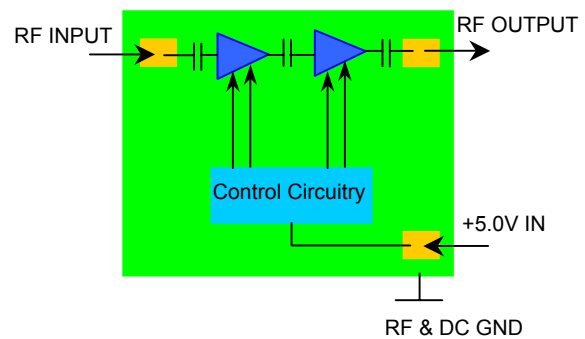 RF INPUT
RF OUTPUT
Control Circuitry
+5.0V IN
RF & DC GND